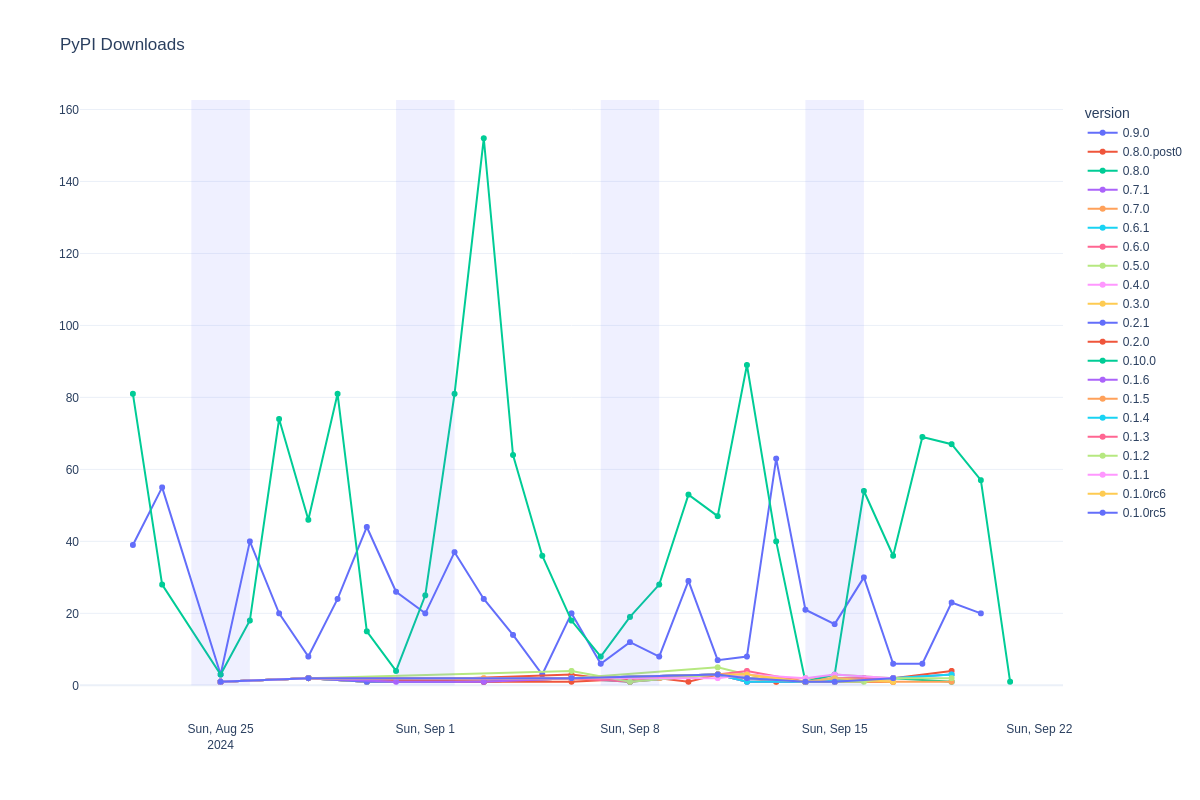 PyPI Downloads
160
140
120
100
80
60
40
20
0
Sun, Aug 25
2024
Sun, Sep 1
Sun, Sep 8
Sun, Sep 15
Sun, Sep 22
version
0.9.0
0.8.0.post0
0.8.0
0.7.1
0.7.0
0.6.1
0.6.0
0.5.0
0.4.0
0.3.0
0.2.1
0.2.0
0.10.0
0.1.6
0.1.5
0.1.4
0.1.3
0.1.2
0.1.1
0.1.0rc6
0.1.0rc5